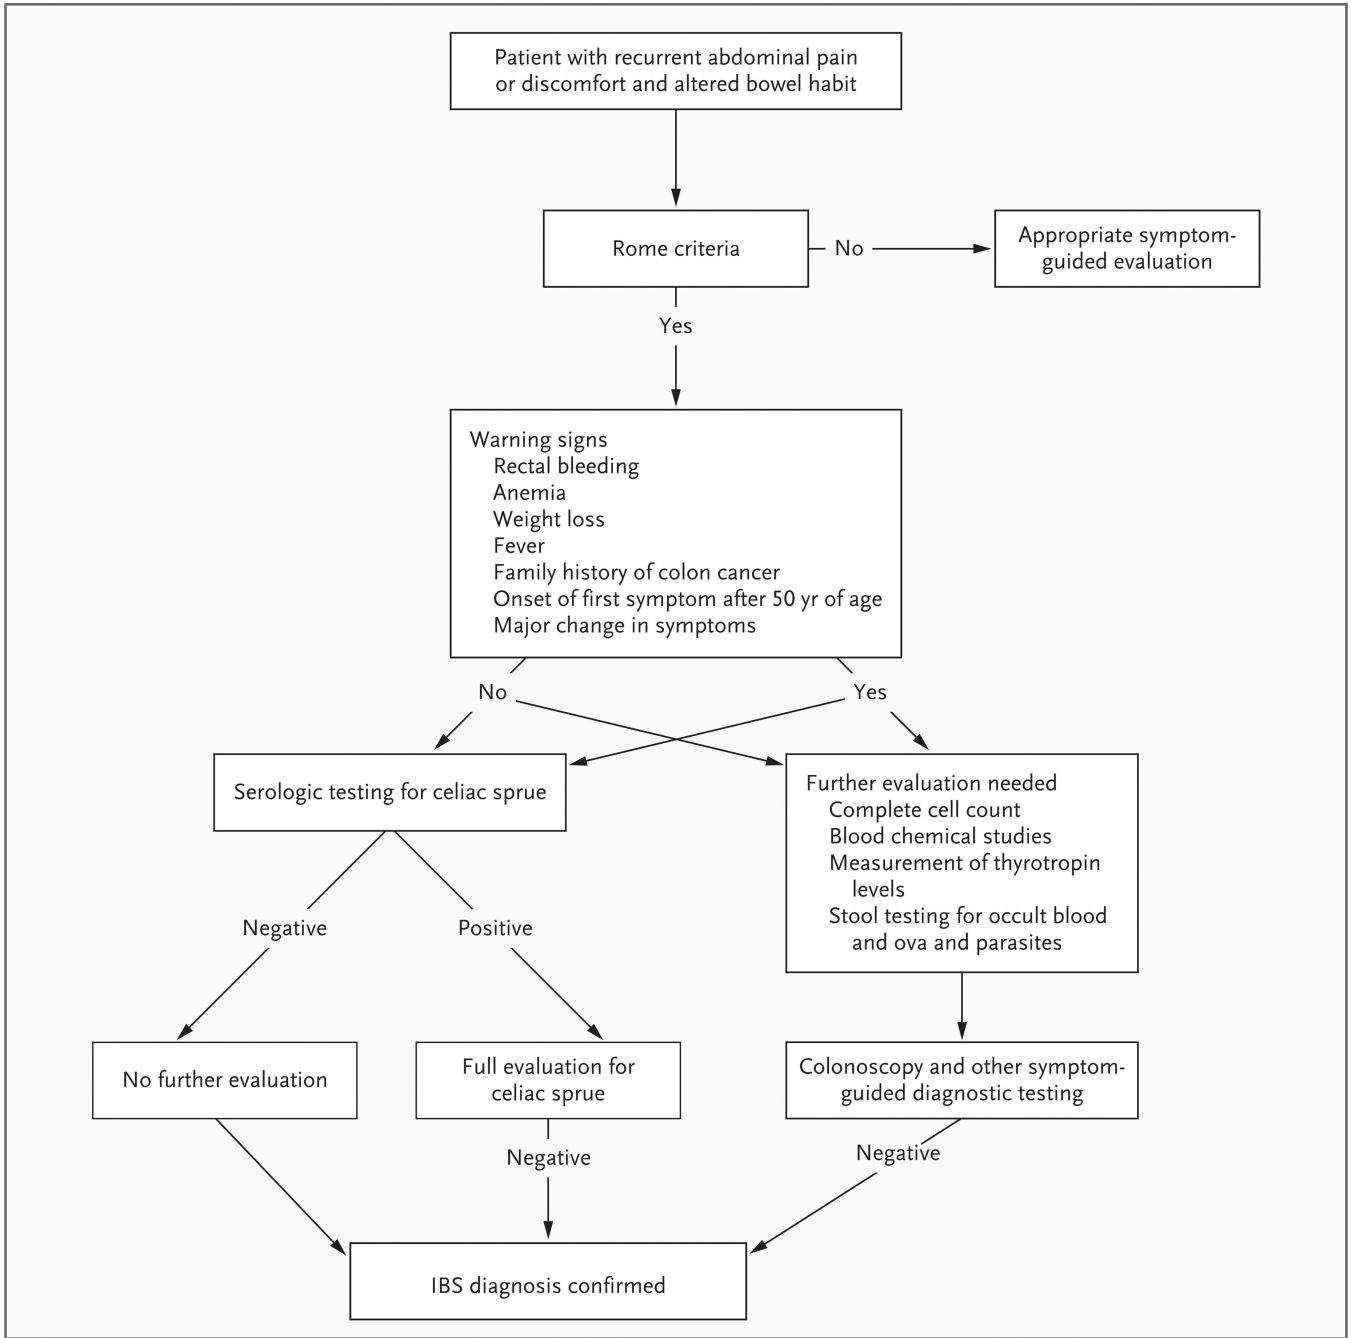 Patient with recurrent abdominal pain
or discomfort and altered bowel habit
Rome criteria
No
Appropriate symptom-
guided evaluation
Yes
Warning signs
Rectal bleeding
Anemia
Weight loss
Fever
Family history of colon cancer
Onset of first symptom after 50 yr of age
Major change in symptoms
No
Yes
Serologic testing for celiac sprue
Further evaluation needed
Complete cell count
Blood chemical studies
Measurement of thyrotropin
levels
Stool testing for occult blood
and ova and parasites
Negative
Positive
No further evaluation
Full evaluation for
celiac sprue
Colonoscopy and other symptom-
guided diagnostic testing
Negative
Negative
IBS diagnosis confirmed